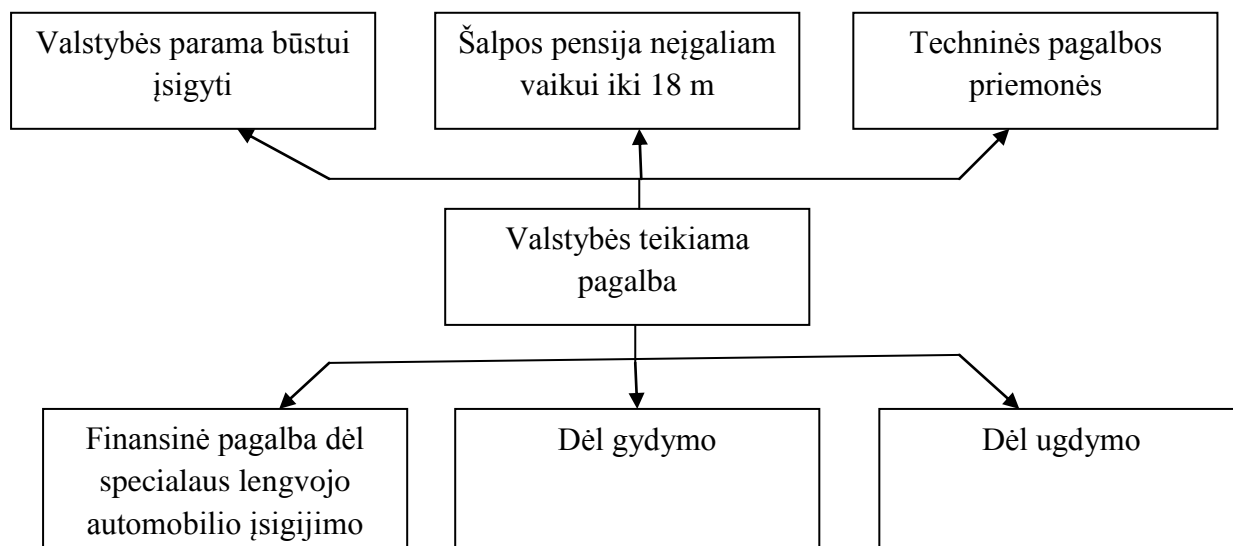 Valstybės parama būstui
įsigyti
Šalpos pensija neįgaliam
vaikui iki 18 m
Techninės pagalbos
priemonės
Valstybės teikiama
pagalba
Finansinė pagalba dėl
specialaus lengvojo
automobilio įsigijimo
Dėl gydymo
Dėl ugdymo